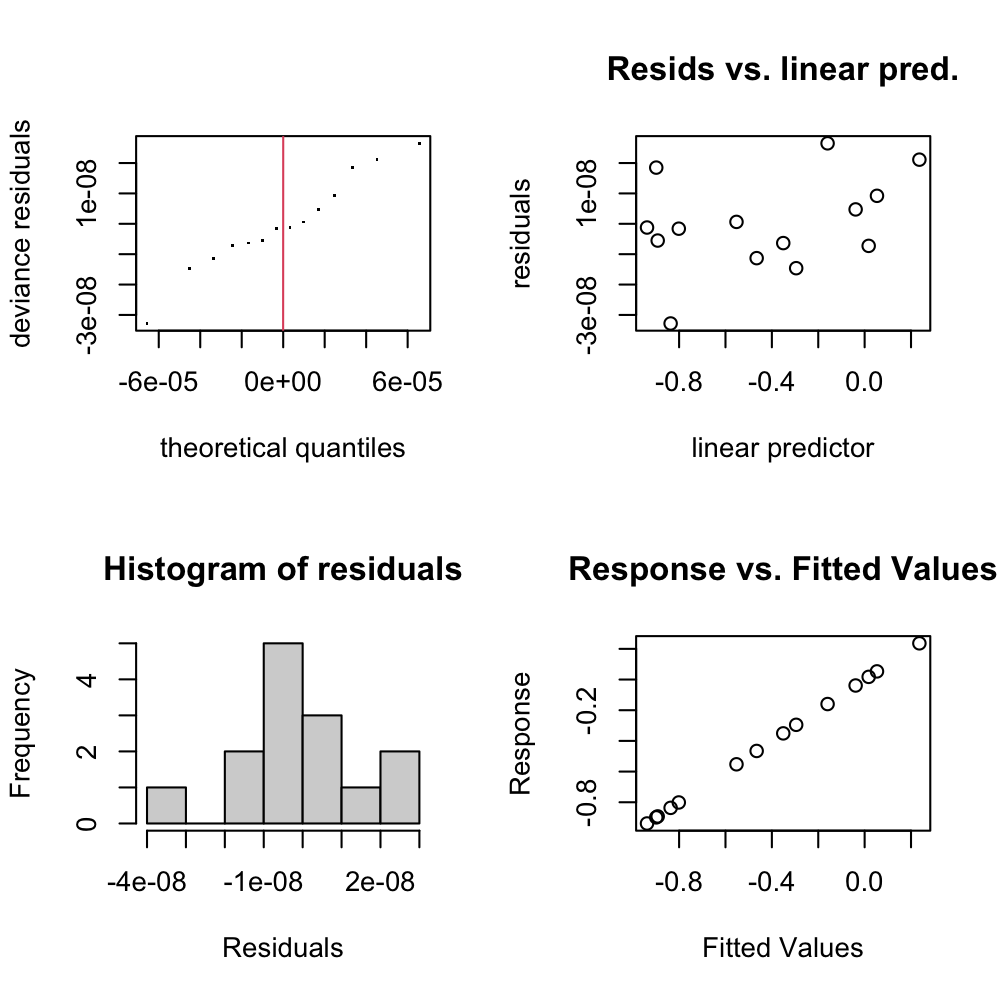 deviance residuals
1e-08
-3e-08
-6e-05 0e+00 6e-05
theoretical quantiles
Resids vs. linear pred.
residuals
1e-08
-3e-08
-0.8 -0.4 0.0
linear predictor
Histogram of residuals
Frequency
4
2
0
-4e-08 -1e-08 2e-08
Residuals
Response vs. Fitted Values
Response
-0.2
-0.8
-0.8 -0.4 0.0
Fitted Values